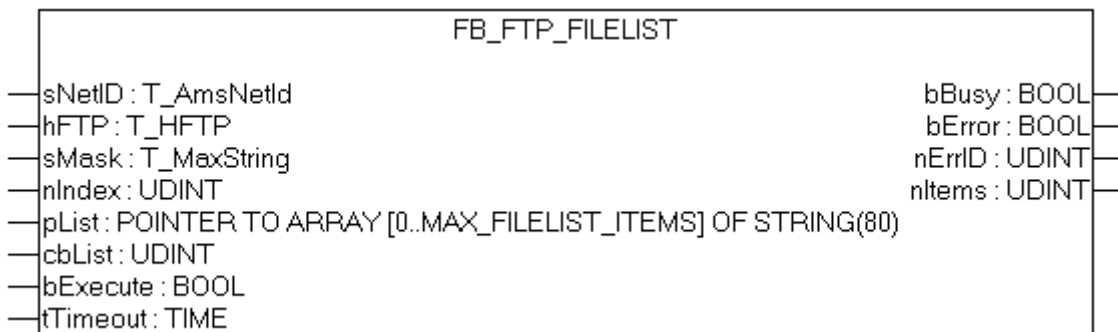 FB_FTP_FILELIST
sNetID : T_AmsNetId bBusy : BOOL
hFTP : T_HFTP bError : BOOL
sMask : T_MaxString nErrID : UDINT
nIndex : UDINT nItems : UDINT
pList : POINTER TO ARRAY [0..MAX_FILELIST_ITEMS] OF STRING(80)
cbList : UDINT
bExecute : BOOL
tTimeout : TIME